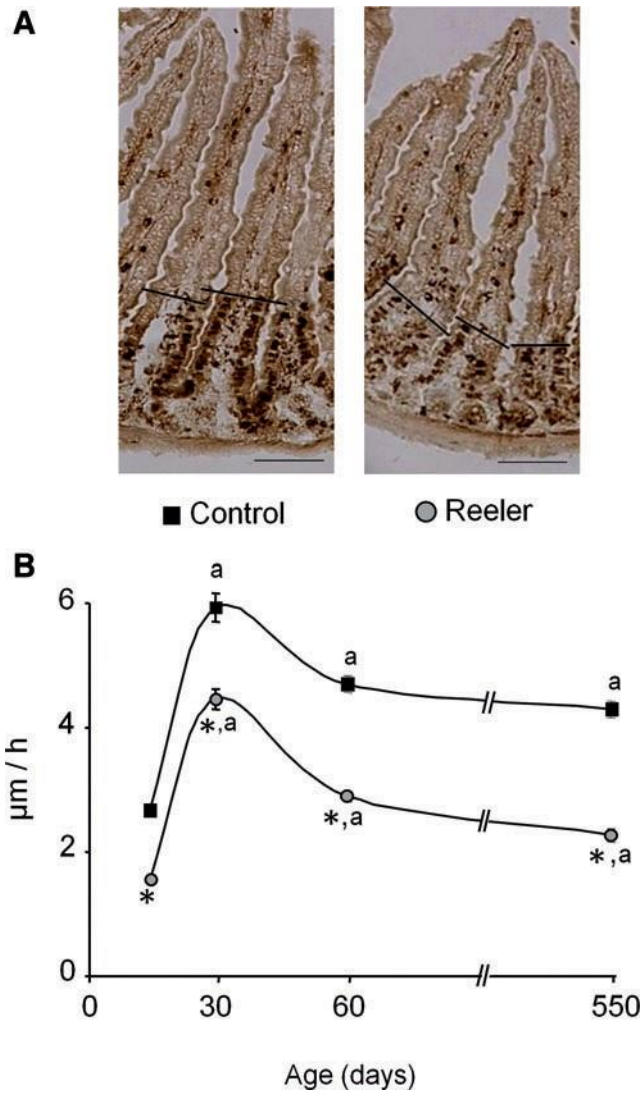 A
Control
Reeler
B
6
4
2
0
µm / h
a
a
a
*
*,a
*,a
*,a
0
30
60
550
Age (days)